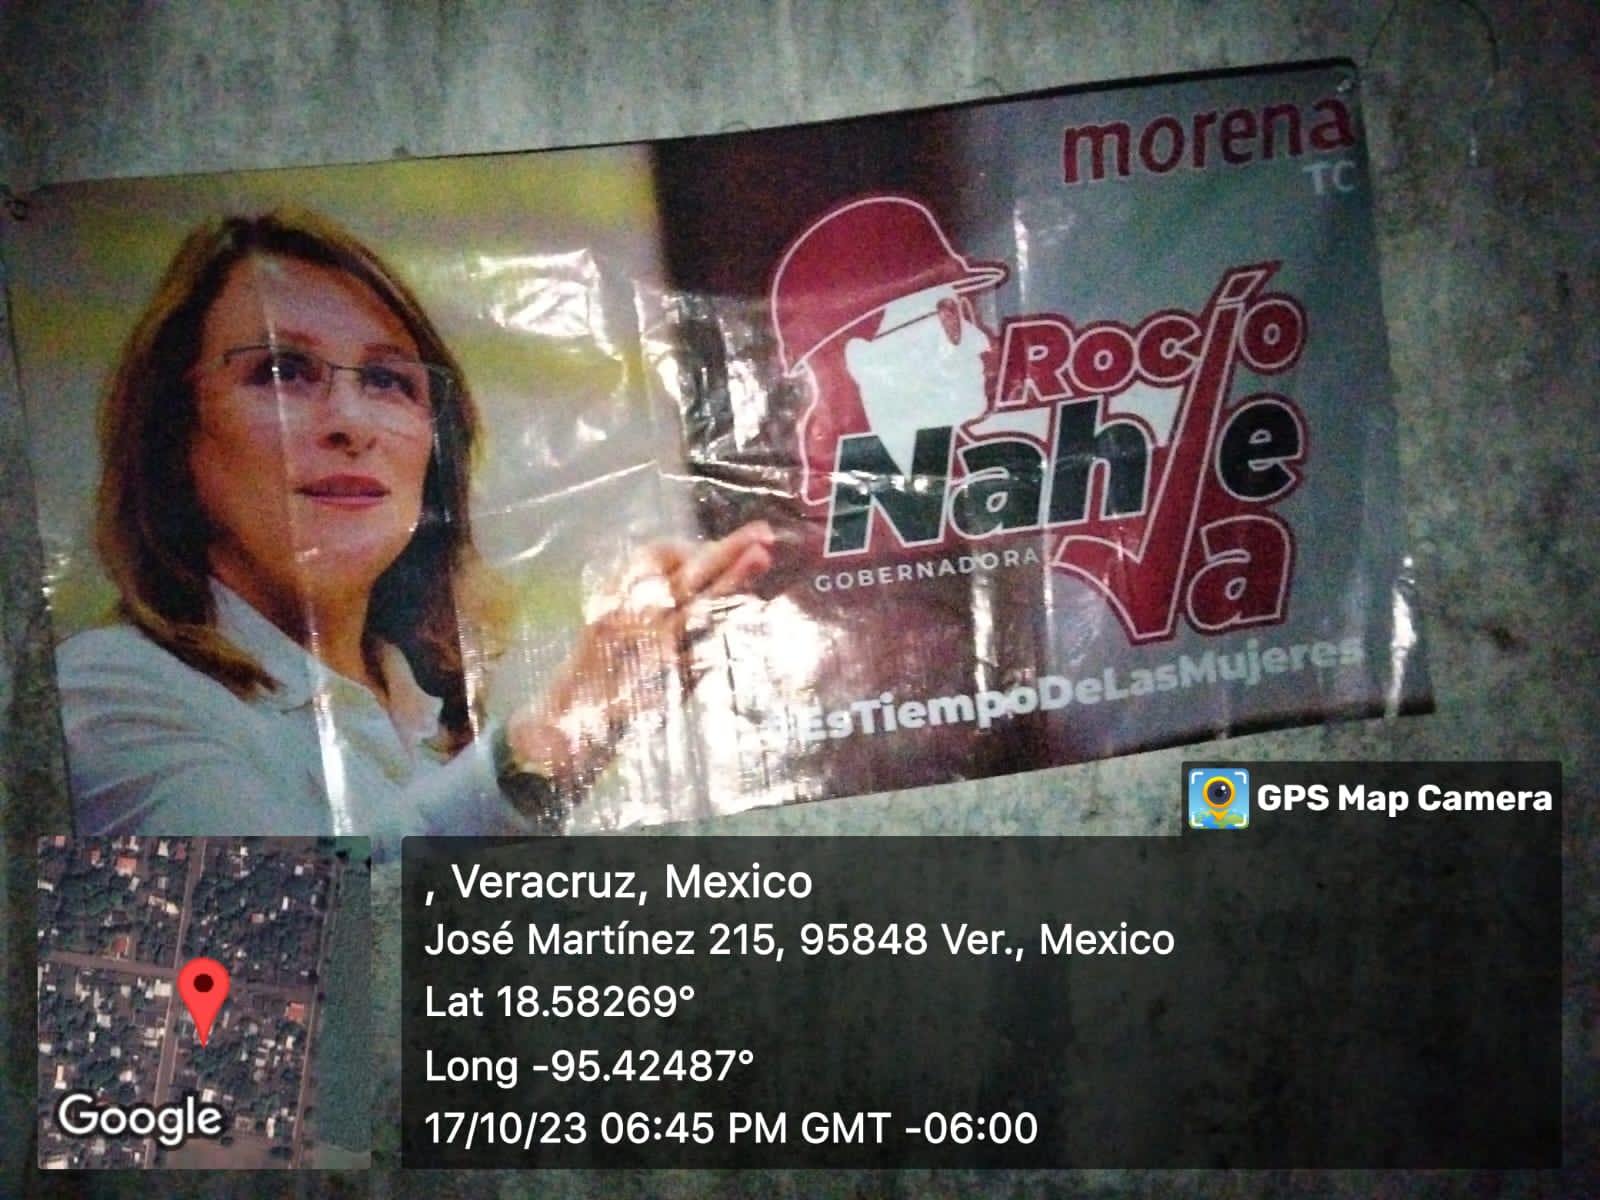 morena
TC
Rocío
Nahle
GOBERNADORA
#EsTiempoDeLasMujeres
GPS Map Camera
, Veracruz, Mexico
José Martínez 215, 95848 Ver., Mexico
Lat 18.58269°
Long -95.42487°
17/10/23 06:45 PM GMT -06:00
Google